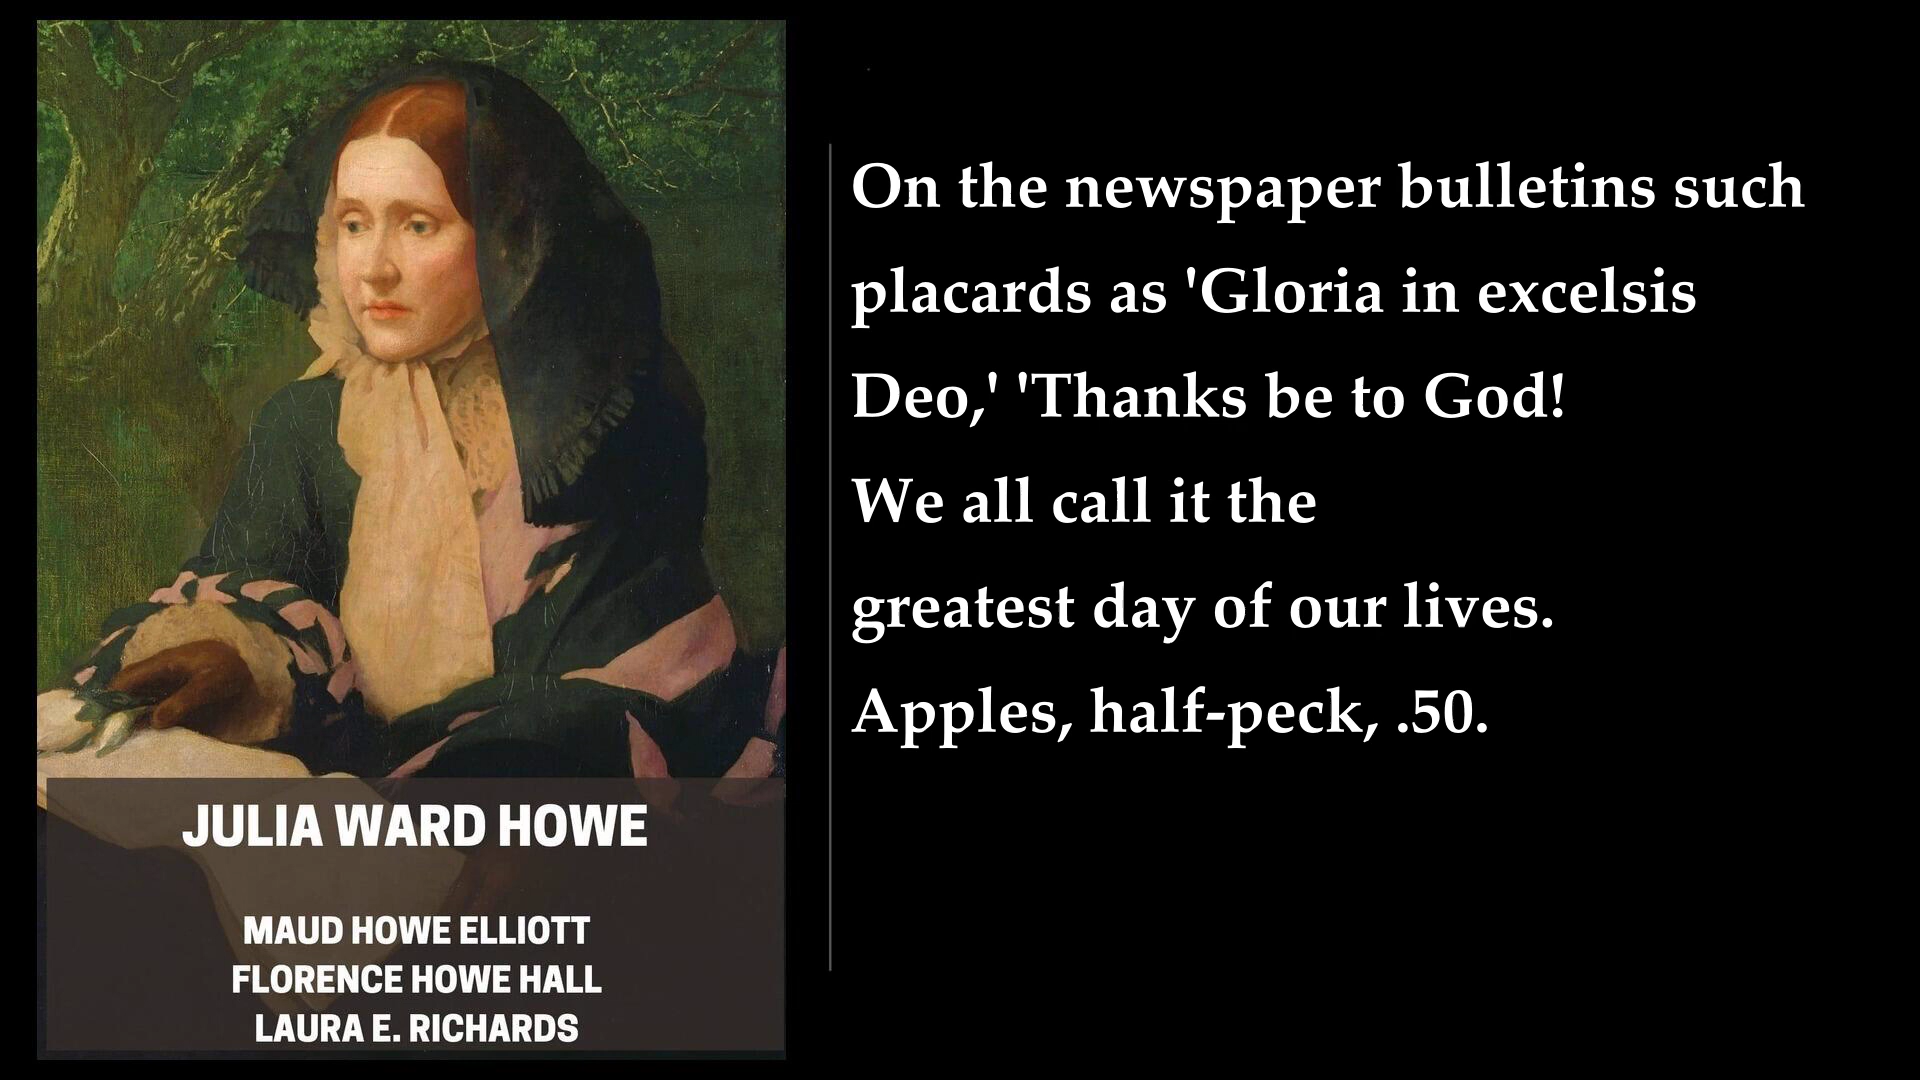 On the newspaper bulletins such
placards as 'Gloria in excelsis
Deo,' 'Thanks be to God!
We all call it the
greatest day of our lives.
Apples, half-peck, .50.
JULIA WARD HOWE
MAUD HOWE ELLIOTT
FLORENCE HOWE HALL
LAURA E. RICHARDS